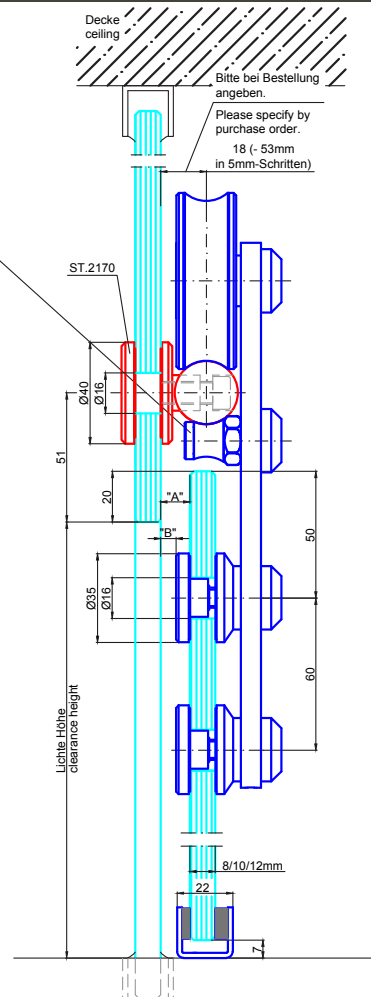 Decke
ceiling
Bitte bei Bestellung
angeben.
Please specify by
purchase order.
18 (- 53mm
in 5mm-Schritten)
ST.2170
Ø40
Ø16
51
20
"A"
"B"
50
Ø35
Ø16
60
Lichte Höhe
clearance height
8/10/12mm
22
7